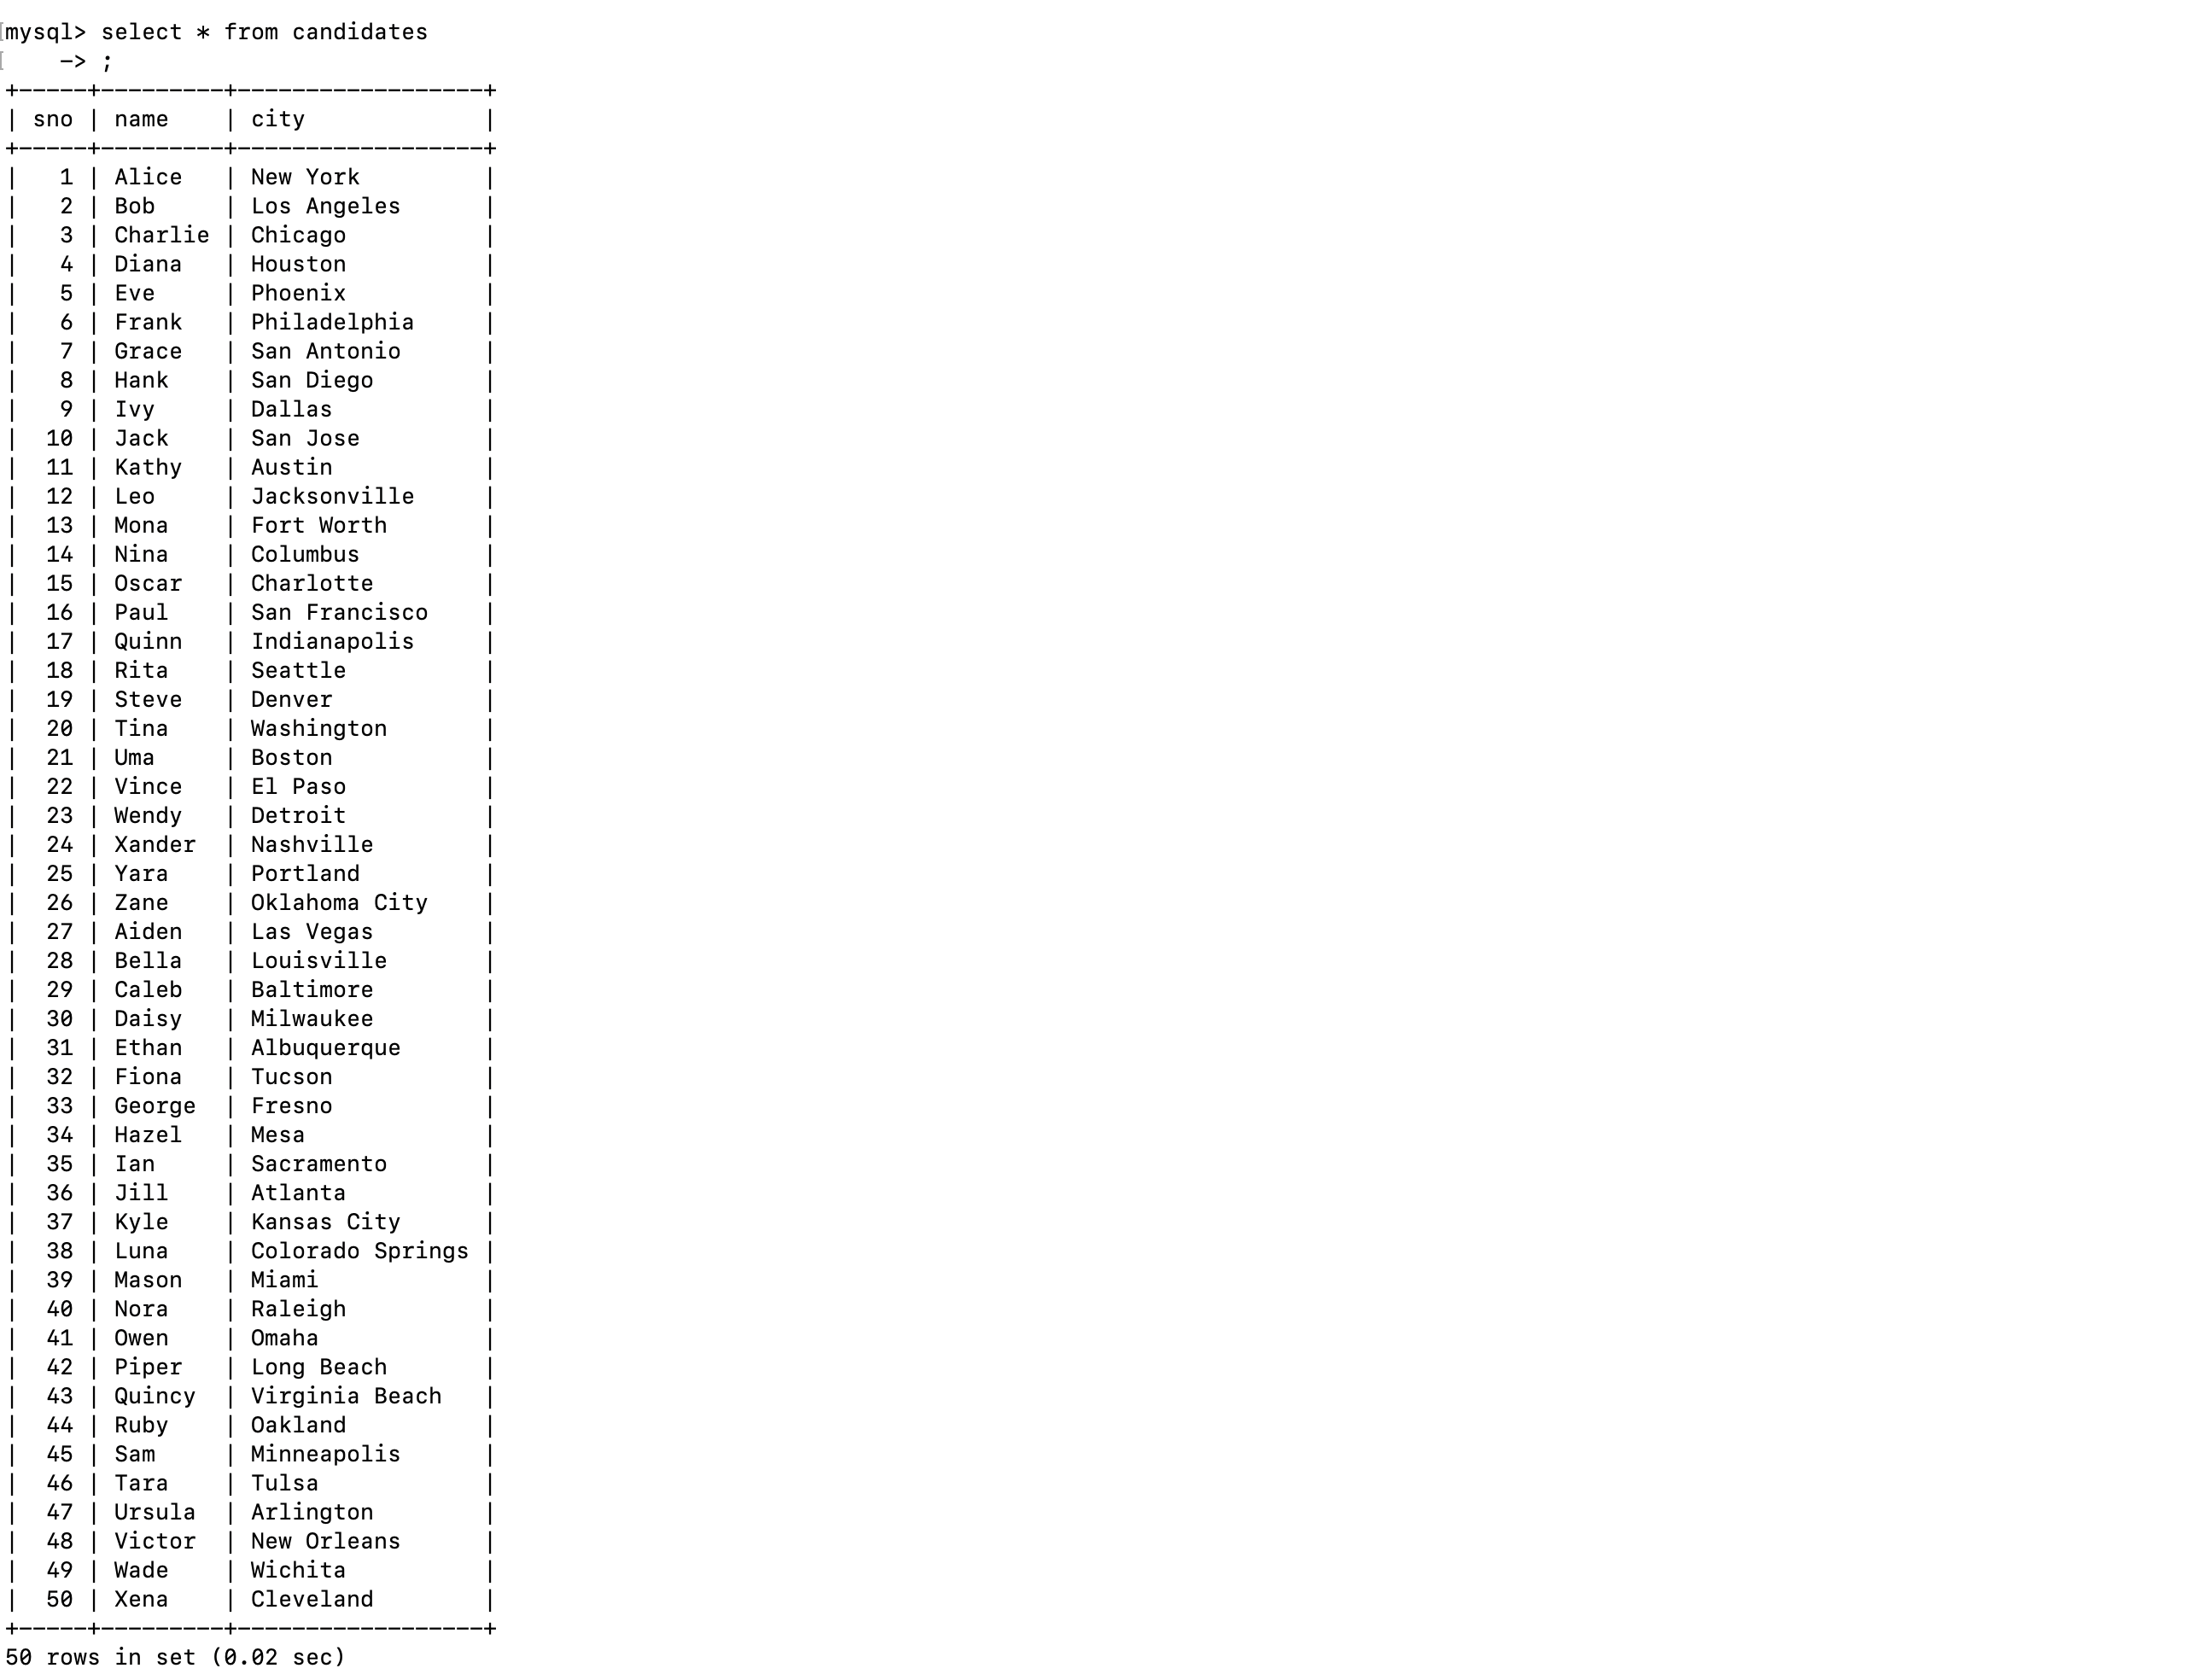 mysql> select * from candidates
    -> ;
+-----+---------+------------------+
| sno | name    | city             |
+-----+---------+------------------+
|   1 | Alice   | New York         |
|   2 | Bob     | Los Angeles      |
|   3 | Charlie | Chicago          |
|   4 | Diana   | Houston          |
|   5 | Eve     | Phoenix          |
|   6 | Frank   | Philadelphia     |
|   7 | Grace   | San Antonio      |
|   8 | Hank    | San Diego        |
|   9 | Ivy     | Dallas           |
|  10 | Jack    | San Jose         |
|  11 | Kathy   | Austin           |
|  12 | Leo     | Jacksonville     |
|  13 | Mona    | Fort Worth       |
|  14 | Nina    | Columbus         |
|  15 | Oscar   | Charlotte        |
|  16 | Paul    | San Francisco    |
|  17 | Quinn   | Indianapolis     |
|  18 | Rita    | Seattle          |
|  19 | Steve   | Denver           |
|  20 | Tina    | Washington       |
|  21 | Uma     | Boston           |
|  22 | Vince   | El Paso          |
|  23 | Wendy   | Detroit          |
|  24 | Xander  | Nashville        |
|  25 | Yara    | Portland         |
|  26 | Zane    | Oklahoma City    |
|  27 | Aiden   | Las Vegas        |
|  28 | Bella   | Louisville       |
|  29 | Caleb   | Baltimore        |
|  30 | Daisy   | Milwaukee        |
|  31 | Ethan   | Albuquerque      |
|  32 | Fiona   | Tucson           |
|  33 | George  | Fresno           |
|  34 | Hazel   | Mesa             |
|  35 | Ian     | Sacramento       |
|  36 | Jill    | Atlanta          |
|  37 | Kyle    | Kansas City      |
|  38 | Luna    | Colorado Springs |
|  39 | Mason   | Miami            |
|  40 | Nora    | Raleigh          |
|  41 | Owen    | Omaha            |
|  42 | Piper   | Long Beach       |
|  43 | Quincy  | Virginia Beach   |
|  44 | Ruby    | Oakland          |
|  45 | Sam     | Minneapolis      |
|  46 | Tara    | Tulsa            |
|  47 | Ursula  | Arlington        |
|  48 | Victor  | New Orleans      |
|  49 | Wade    | Wichita          |
|  50 | Xena    | Cleveland        |
+-----+---------+------------------+
50 rows in set (0.02 sec)